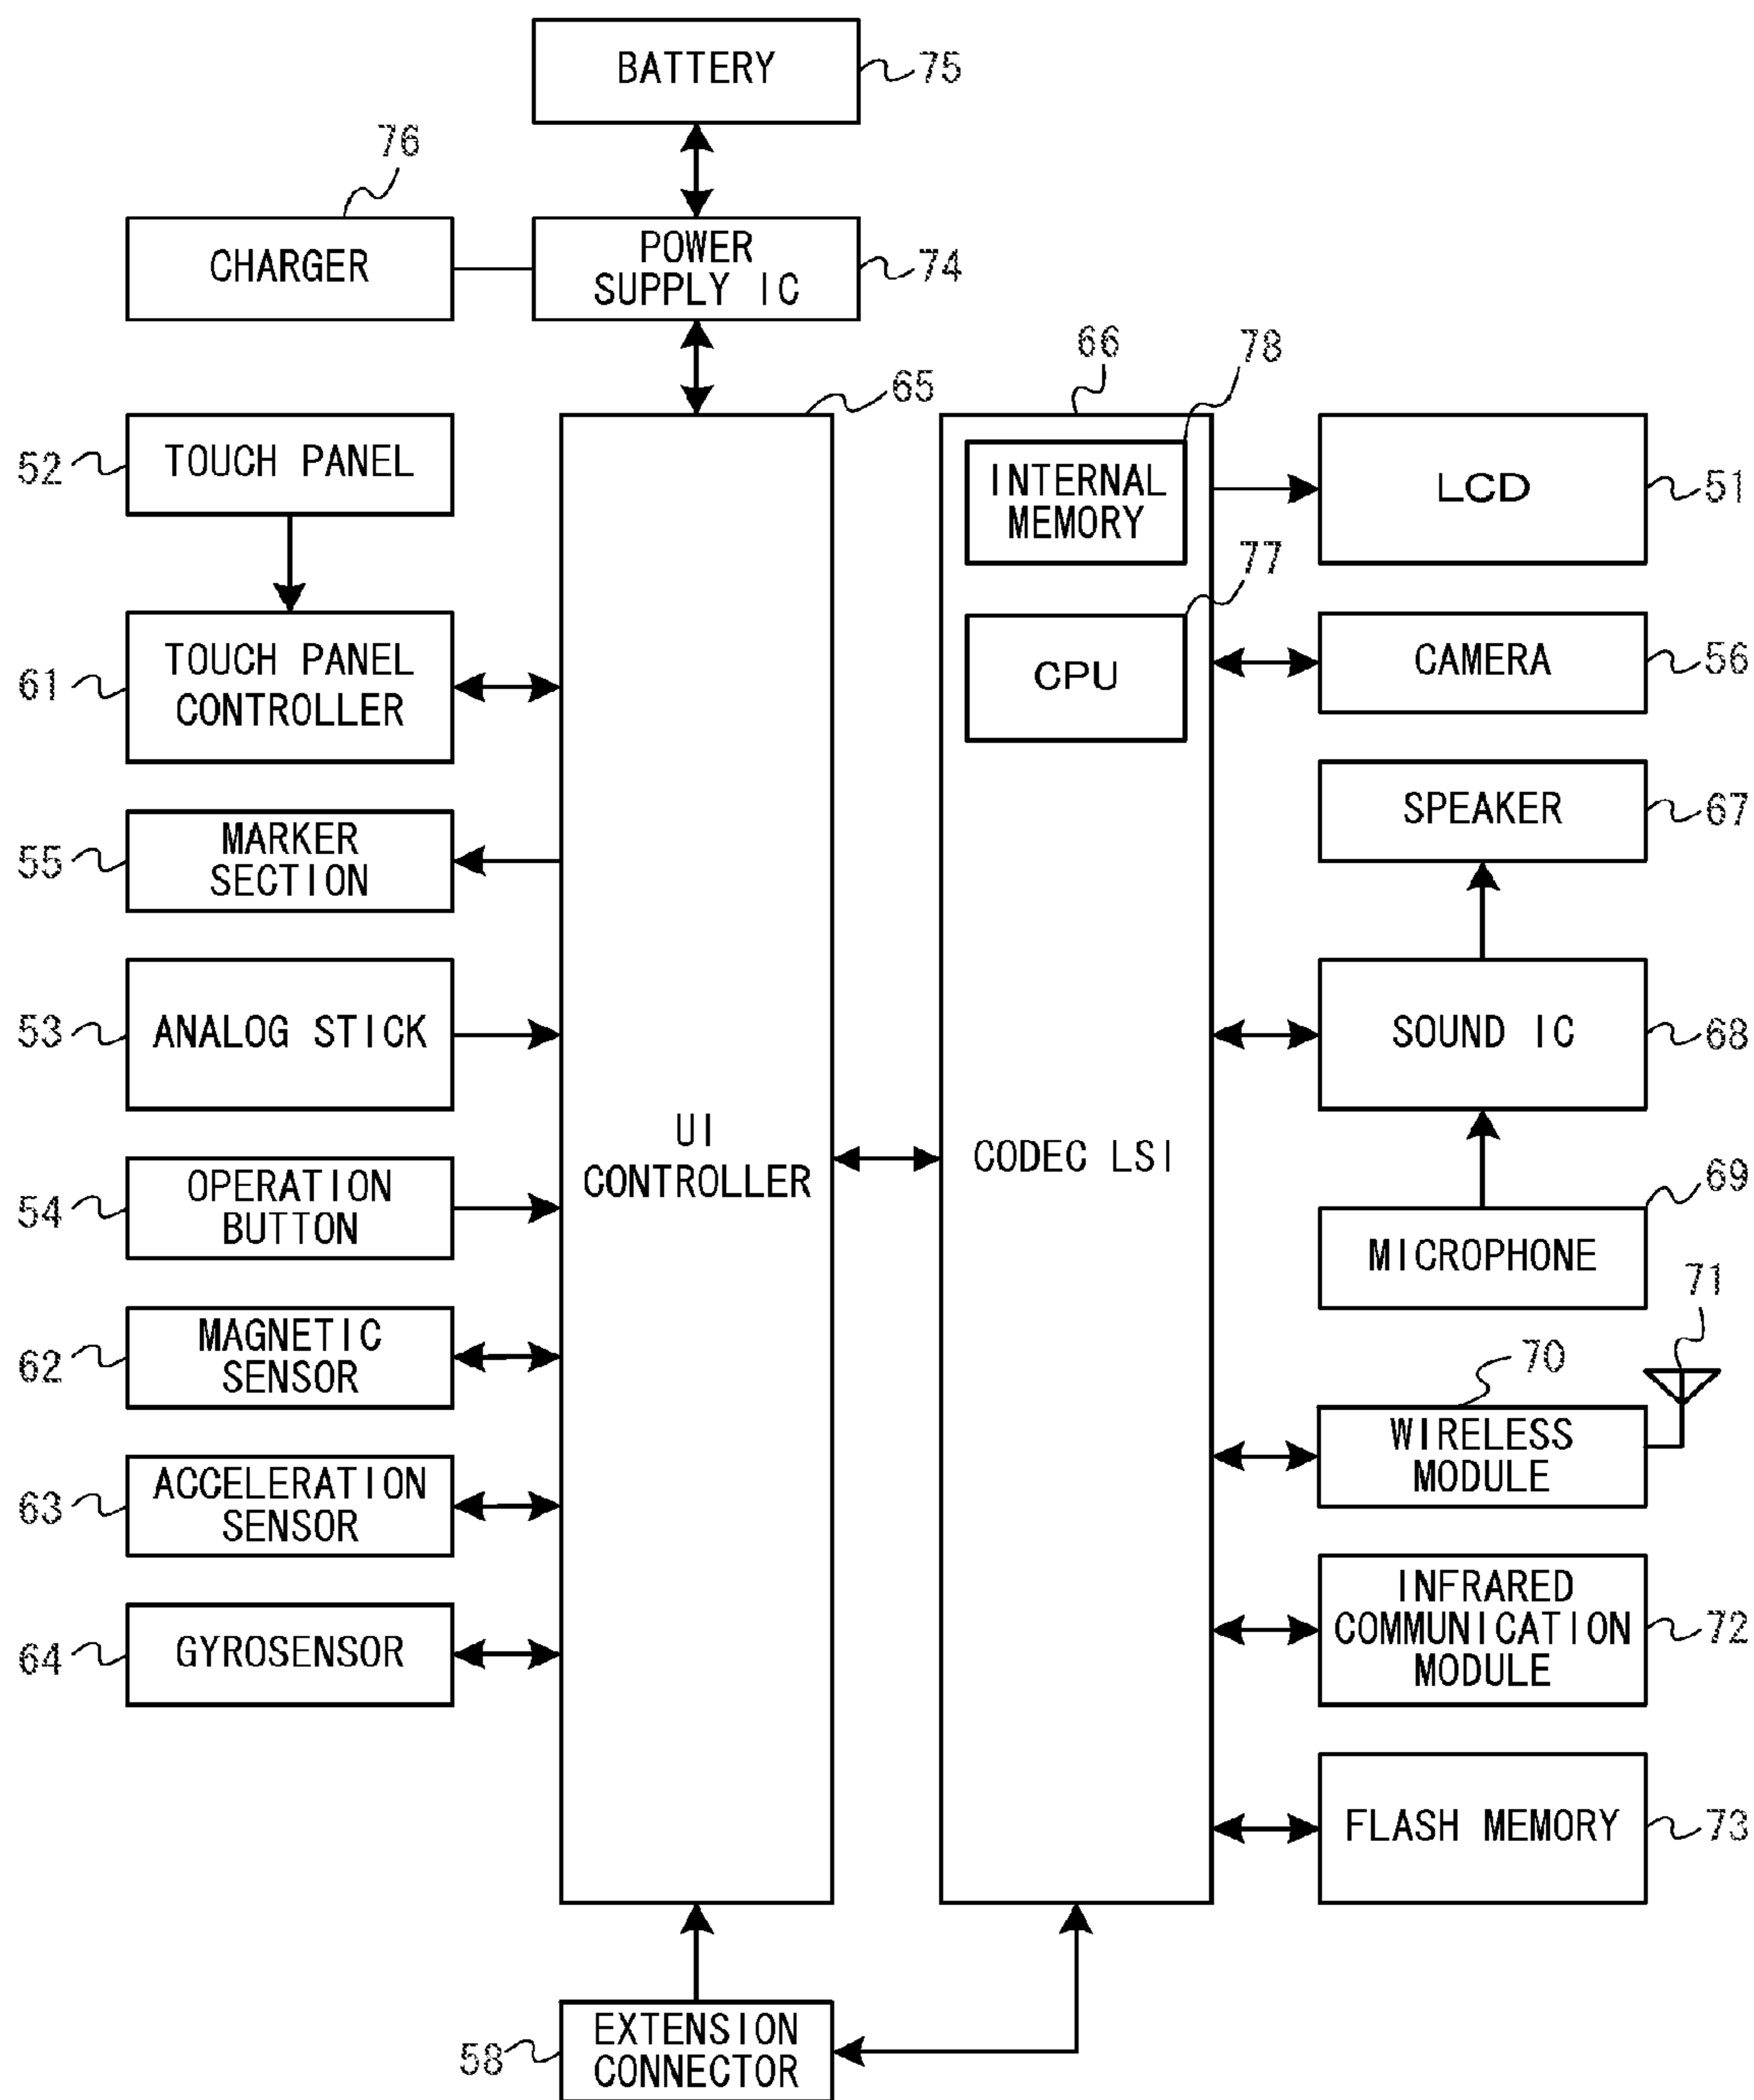 BATTERY
75
76
CHARGER
POWER
SUPPLY IC
74
65
66
78
52
TOUCH PANEL
INTERNAL
MEMORY
LCD
51
77
61
TOUCH PANEL
CONTROLLER
CPU
CAMERA
56
SPEAKER
67
55
MARKER
SECTION
53
ANALOG STICK
SOUND IC
68
UI
CONTROLLER
CODEC LSI
54
OPERATION
BUTTON
69
MICROPHONE
71
62
MAGNETIC
SENSOR
70
WIRELESS
MODULE
63
ACCELERATION
SENSOR
64
GYROSENSOR
INFRARED
COMMUNICATION
MODULE
72
FLASH MEMORY
73
58
EXTENSION
CONNECTOR